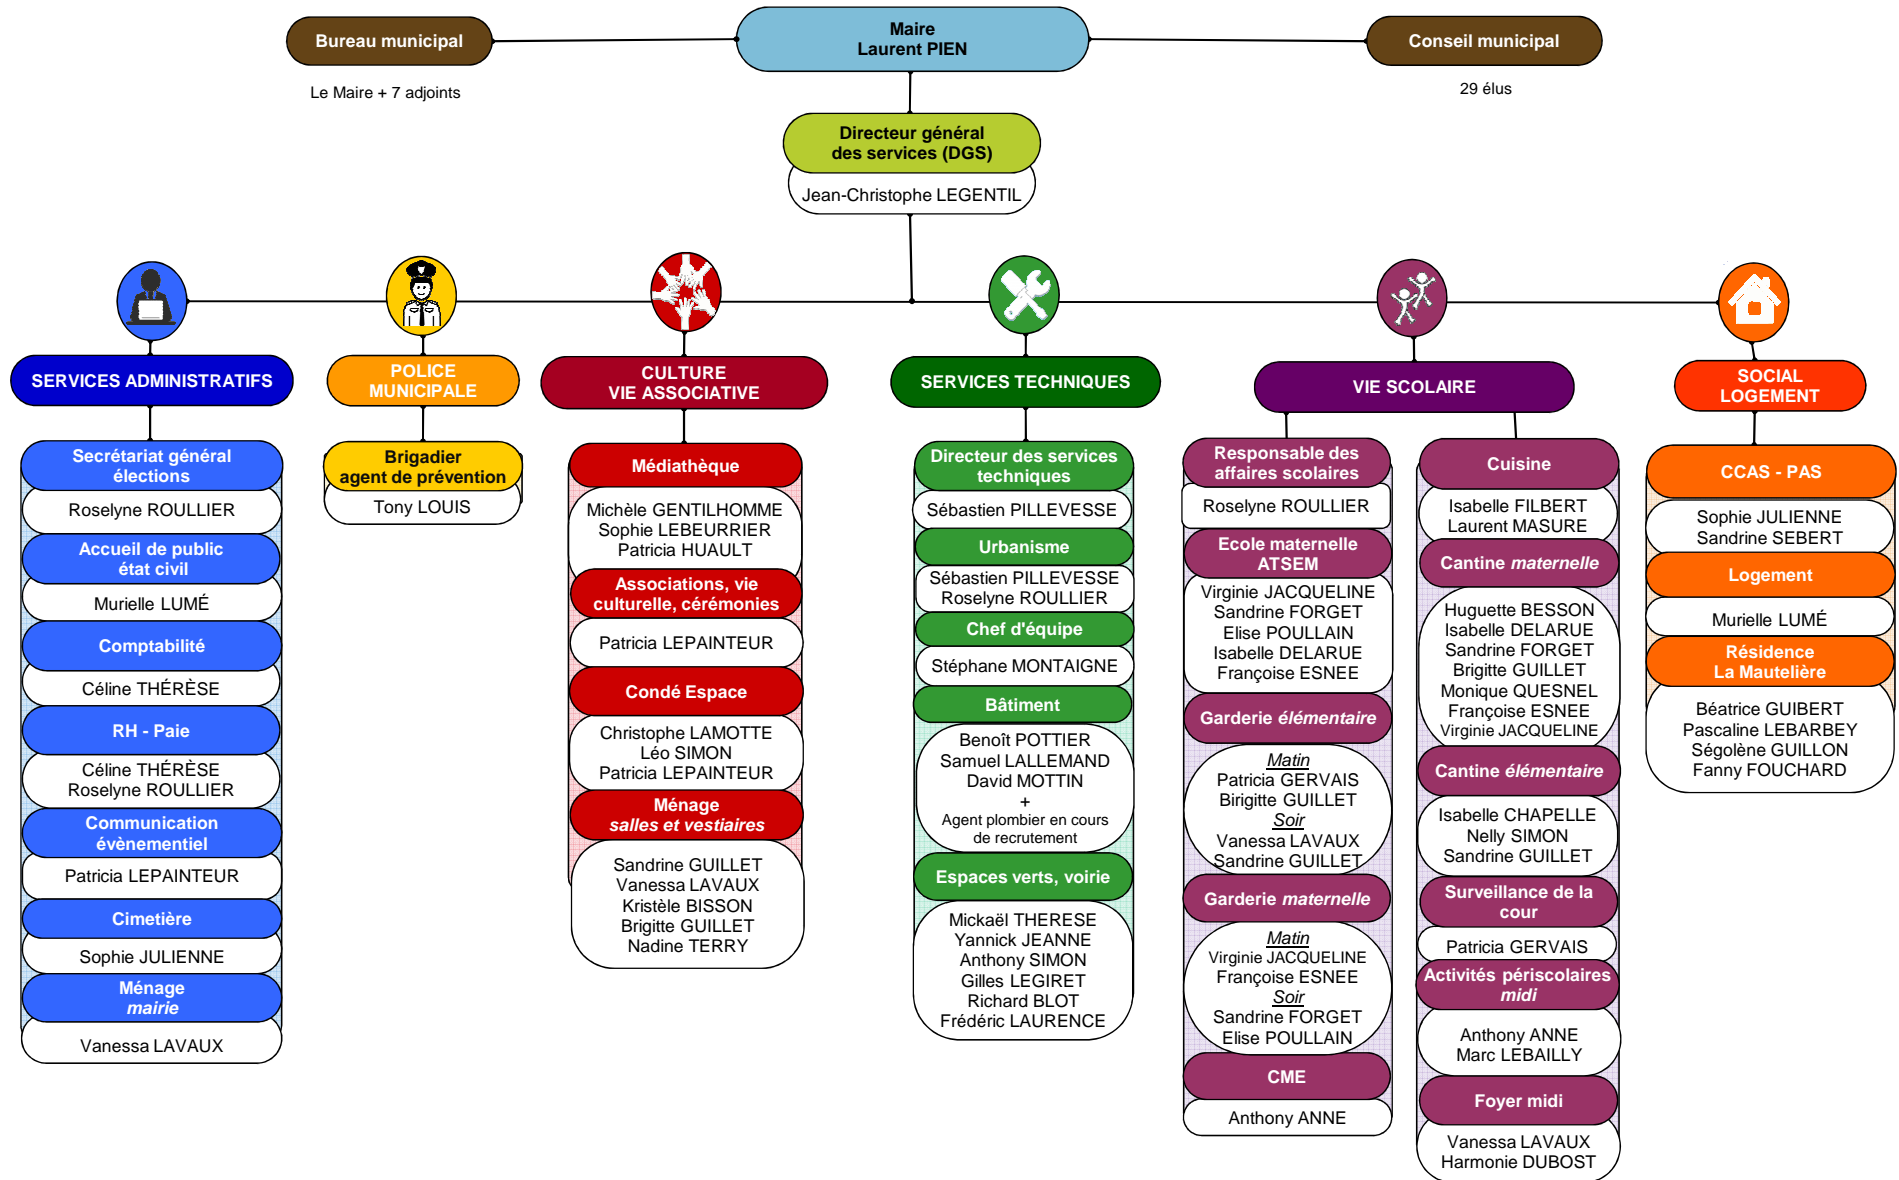 Bureau municipal
Le Maire + 7 adjoints
Maire
Laurent PIEN
Conseil municipal
29 élus
Directeur général
des services (DGS)
Jean-Christophe LEGENTIL
SERVICES ADMINISTRATIFS
Secrétariat général
élections
Roselyne ROULLIER
Accueil de public
état civil
Murielle LUMÉ
Comptabilité
Céline THÉRÈSE
RH - Paie
Céline THÉRÈSE
Roselyne ROULLIER
Communication
évènementiel
Patricia LEPAINTEUR
Cimetière
Sophie JULIENNE
Ménage
mairie
Vanessa LAVAUX
POLICE
MUNICIPALE
Brigadier
agent de prévention
Tony LOUIS
CULTURE
VIE ASSOCIATIVE
Médiathèque
Michèle GENTILHOMME
Sophie LEBEURRIER
Patricia HUAULT
Associations, vie
culturelle, cérémonies
Patricia LEPAINTEUR
Condé Espace
Christophe LAMOTTE
Léo SIMON
Patricia LEPAINTEUR
Ménage
salles et vestiaires
Sandrine GUILLET
Vanessa LAVAUX
Kristèle BISSON
Brigitte GUILLET
Nadine TERRY
SERVICES TECHNIQUES
Directeur des services
techniques
Sébastien PILLEVESSE
Urbanisme
Sébastien PILLEVESSE
Roselyne ROULLIER
Chef d'équipe
Stéphane MONTAIGNE
Bâtiment
Benoît POTTIER
Samuel LALLEMAND
David MOTTIN
+
Agent plombier en cours
de recrutement
Espaces verts, voirie
Mickaël THERESE
Yannick JEANNE
Anthony SIMON
Gilles LEGIRET
Richard BLOT
Frédéric LAURENCE
VIE SCOLAIRE
Responsable des
affaires scolaires
Roselyne ROULLIER
Ecole maternelle
ATSEM
Virginie JACQUELINE
Sandrine FORGET
Elise POULLAIN
Isabelle DELARUE
Françoise ESNEE
Garderie élémentaire
Matin
Patricia GERVAIS
Birigitte GUILLET
Soir
Vanessa LAVAUX
Sandrine GUILLET
Garderie maternelle
Matin
Virginie JACQUELINE
Françoise ESNEE
Soir
Sandrine FORGET
Elise POULLAIN
CME
Anthony ANNE
Cuisine
Isabelle FILBERT
Laurent MASURE
Cantine maternelle
Huguette BESSON
Isabelle DELARUE
Sandrine FORGET
Brigitte GUILLET
Monique QUESNEL
Françoise ESNEE
Virginie JACQUELINE
Cantine élémentaire
Isabelle CHAPELLE
Nelly SIMON
Sandrine GUILLET
Surveillance de la
cour
Patricia GERVAIS
Activités périscolaires
midi
Anthony ANNE
Marc LEBAILLY
Foyer midi
Vanessa LAVAUX
Harmonie DUBOST
SOCIAL
LOGEMENT
CCAS - PAS
Sophie JULIENNE
Sandrine SEBERT
Logement
Murielle LUMÉ
Résidence
La Mautelière
Béatrice GUIBERT
Pascaline LEBARBEY
Ségolène GUILLON
Fanny FOUCHARD